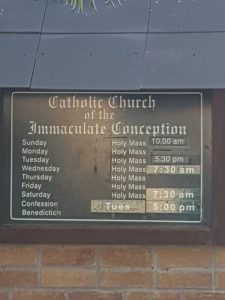 Catholic Church
of the
Immaculate Conception
Sunday Holy Mass 10.00 am
Monday Holy Mass
Tuesday Holy Mass 5.30 pm
Wednesday Holy Mass 7:30 am
Thursday Holy Mass
Friday Holy Mass
Saturday Holy Mass 7:30 am
Confession Tues 5:00 pm
Benediction